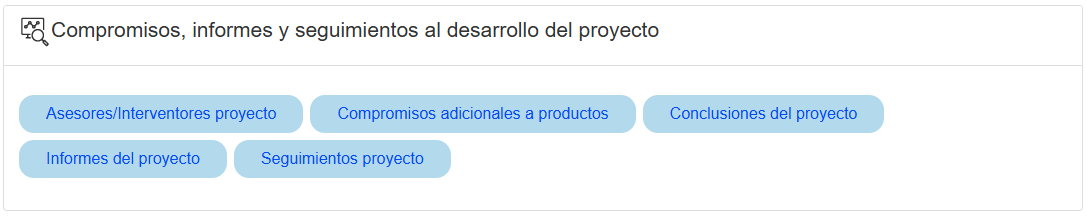 Compromisos, informes y seguimientos al desarrollo del proyecto
Asesores/Interventores proyecto Compromisos adicionales a productos Conclusiones del proyecto
Informes del proyecto Seguimientos proyecto